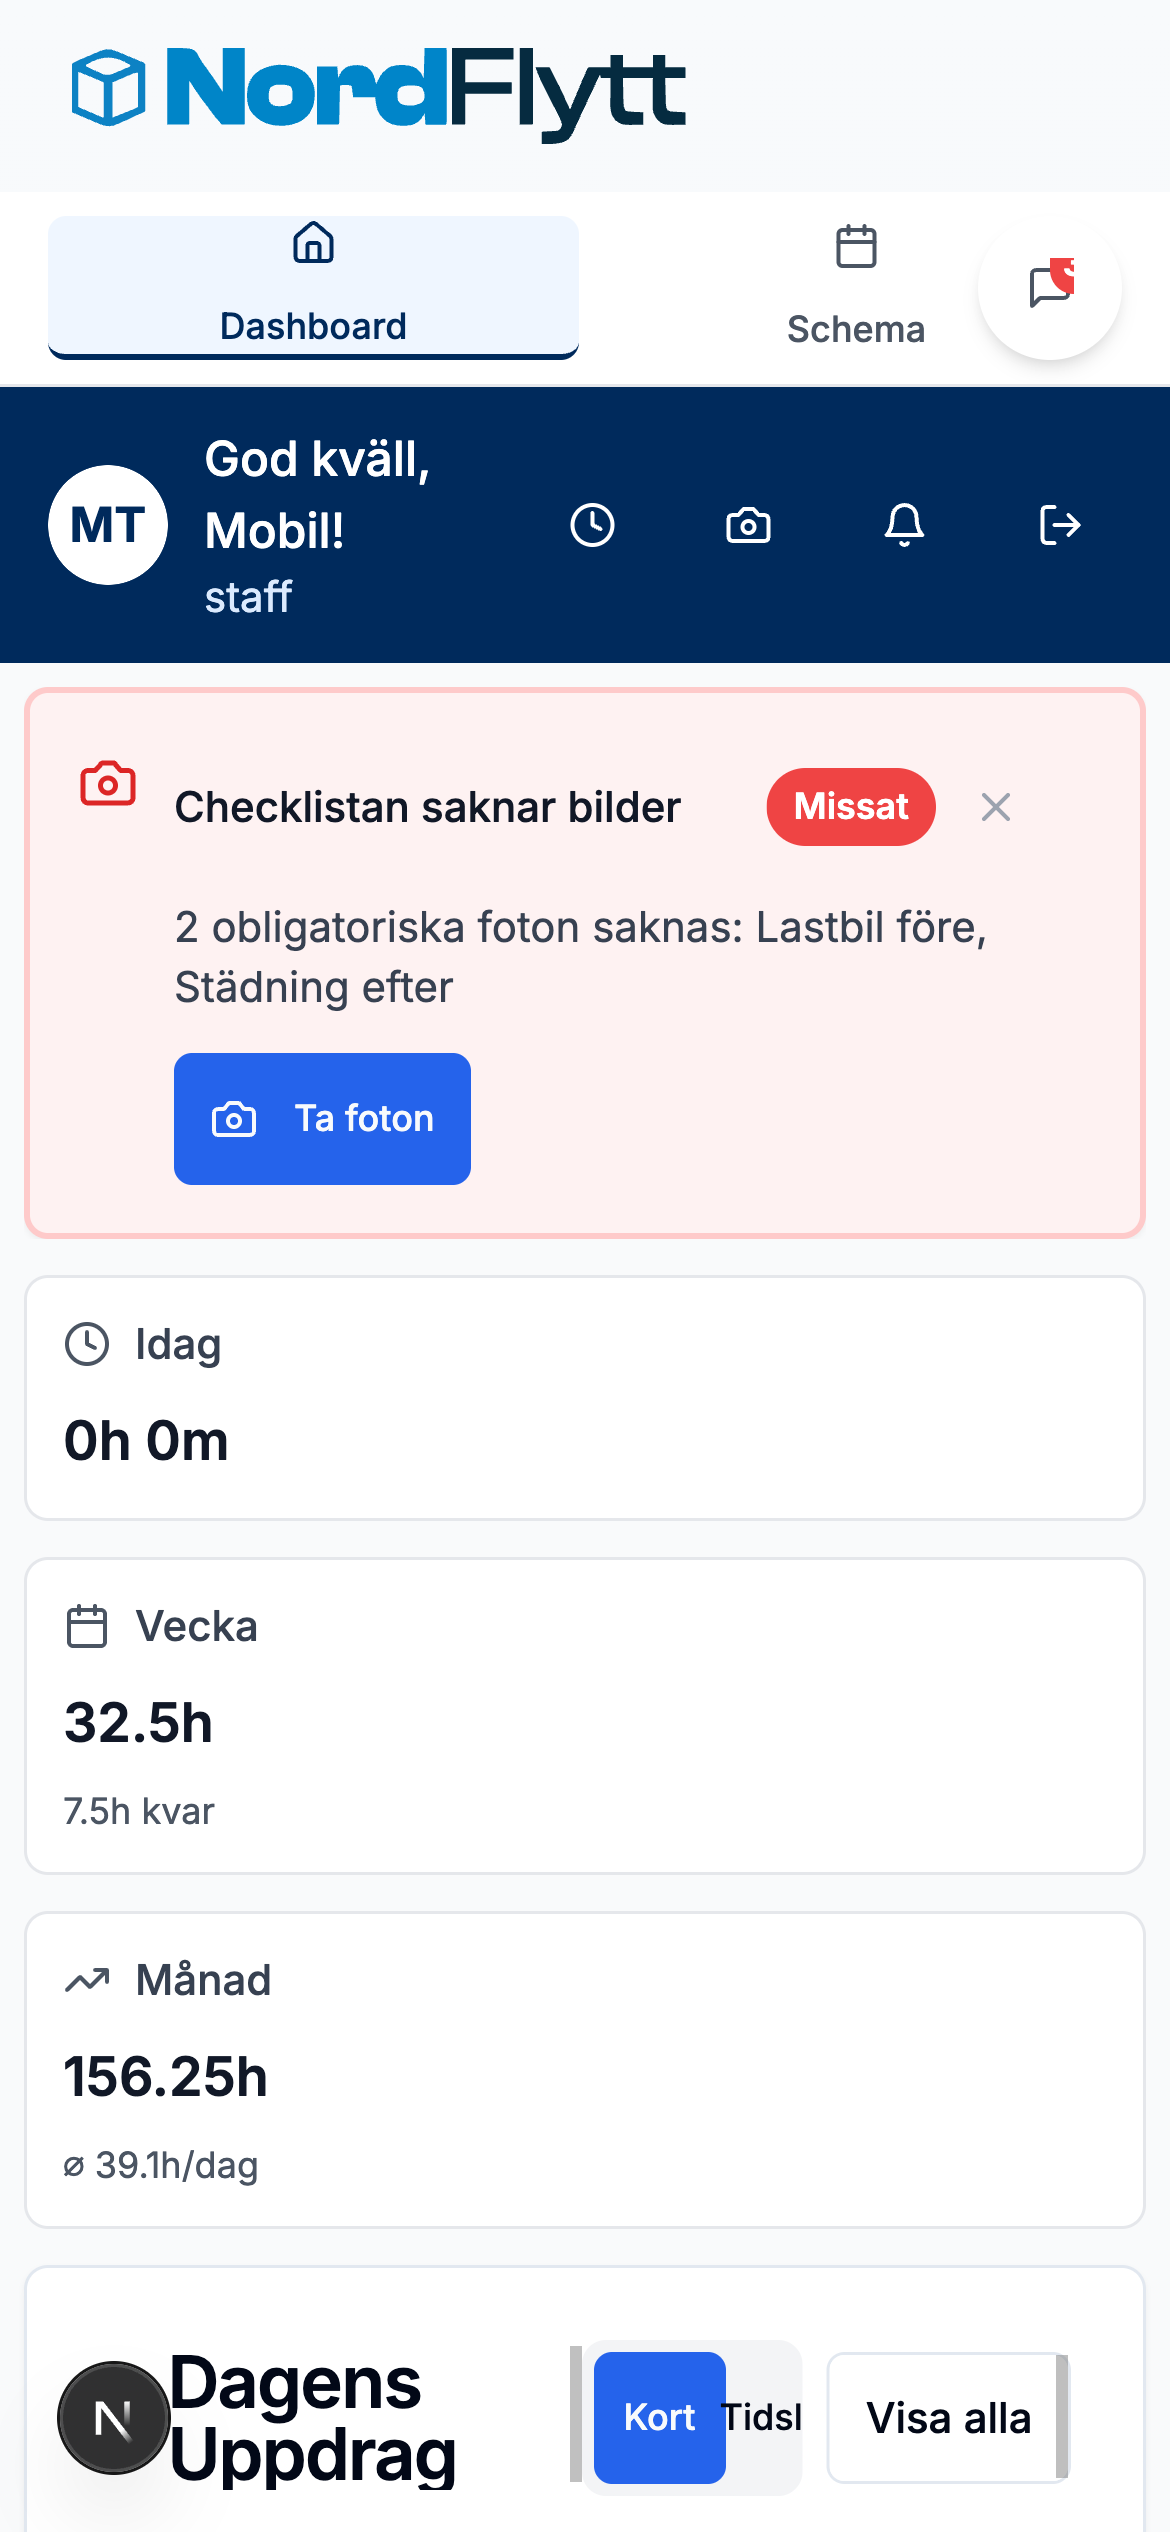 NordFlytt
Dashboard
Schema
God kväll,
Mobil!
MT
staff
Checklistan saknar bilder
Missat
2 obligatoriska foton saknas: Lastbil före,
Städning efter
Ta foton
Idag
0h 0m
Vecka
32.5h
7.5h kvar
Månad
156.25h
⌀ 39.1h/dag
N
Dagens
Uppdrag
Kort
Tidsl
Visa alla